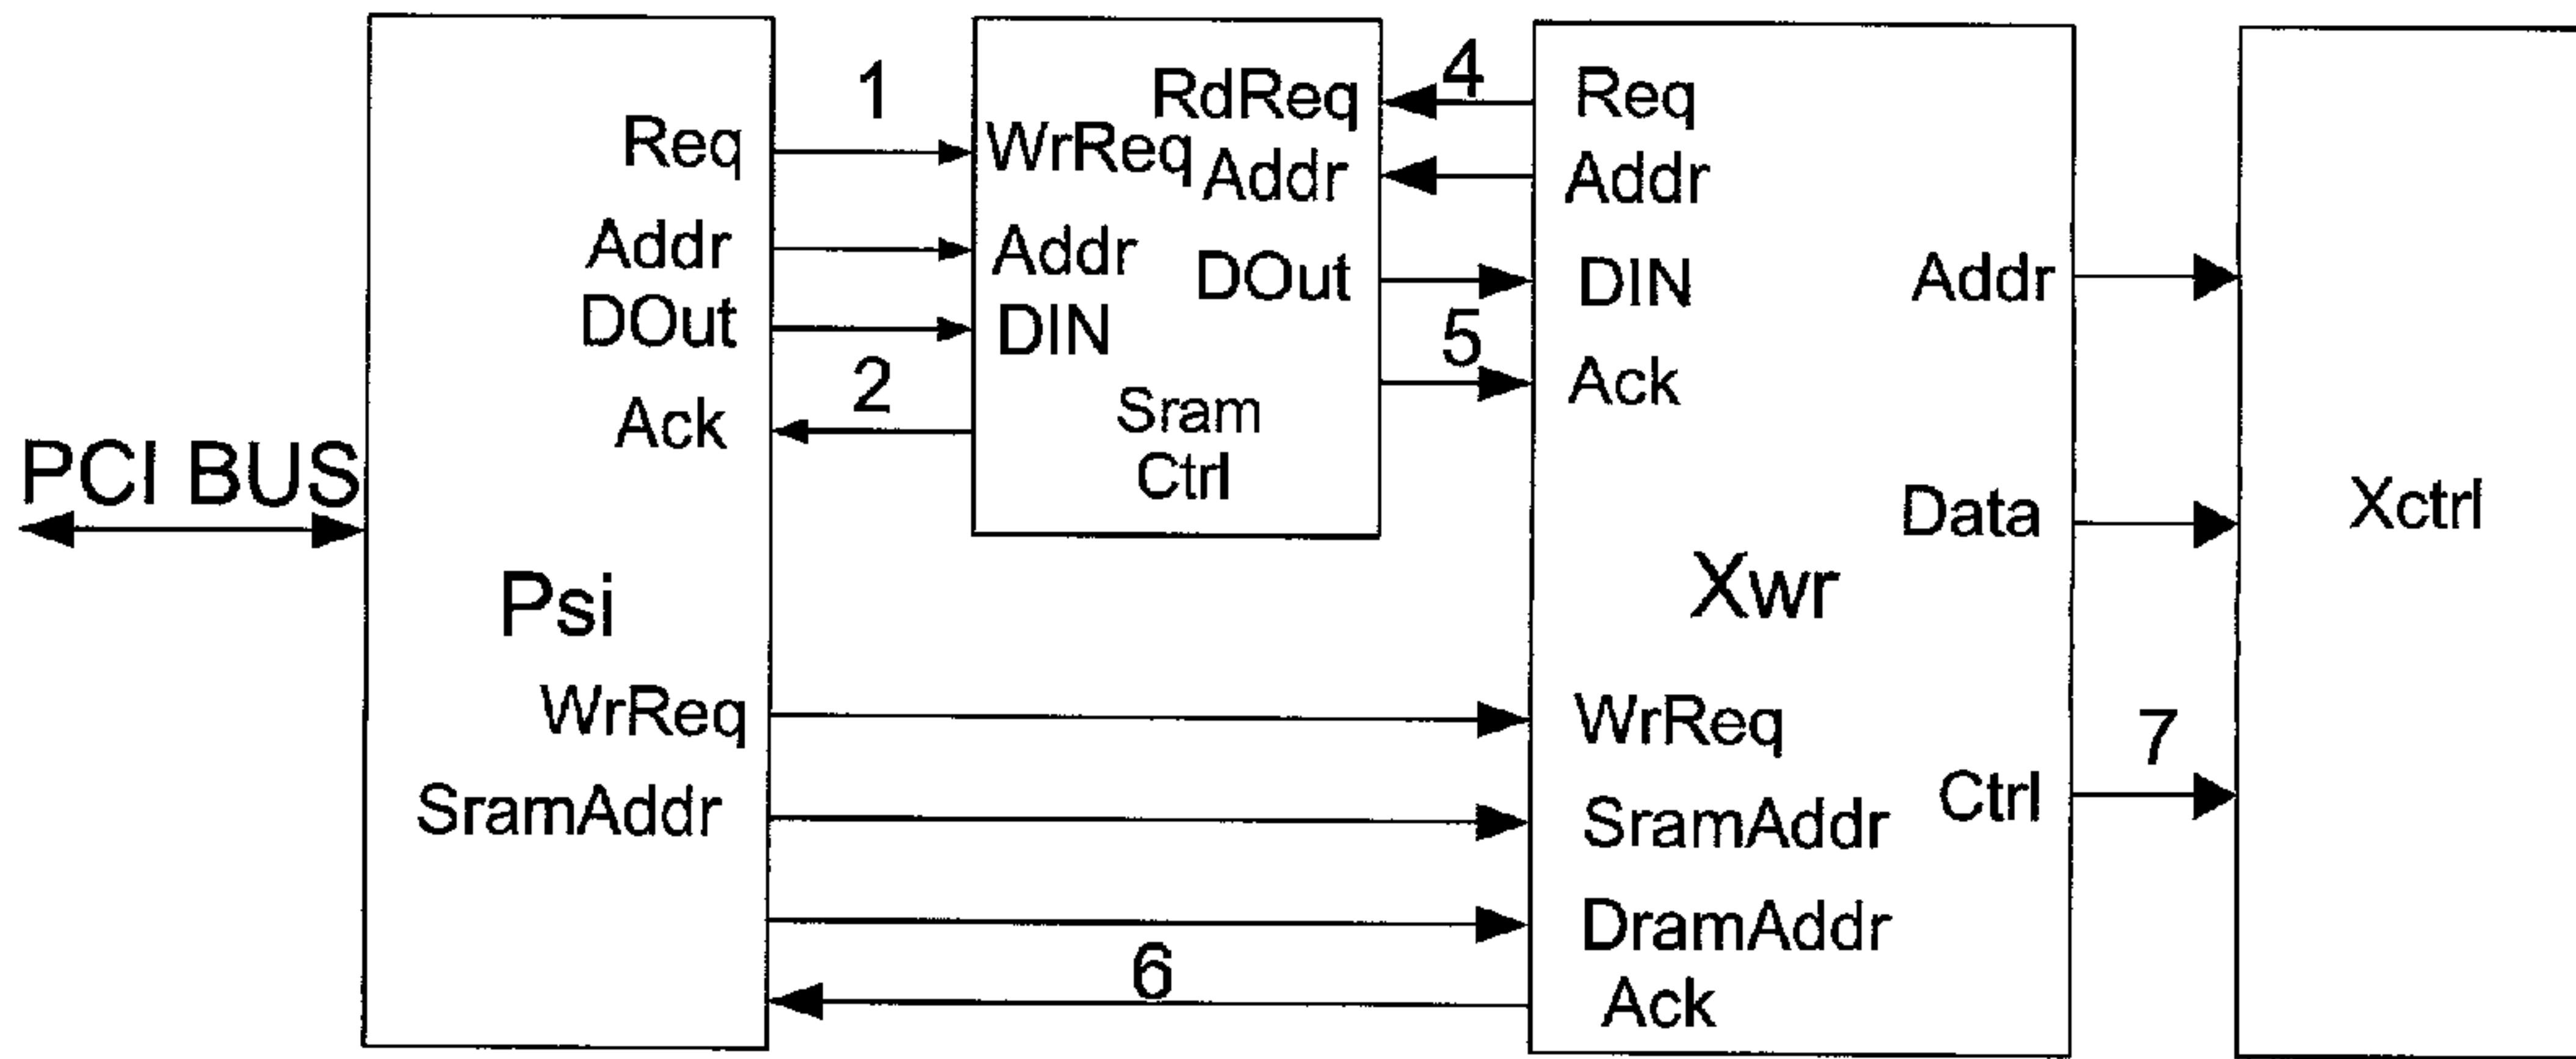 PCI BUS
Psi
Req
Addr
DOut
Ack
WrReq
SramAddr
1
2
6
WrReq
Addr
DIN
RdReq
Addr
DOut
Sram
Ctrl
4
5
Req
Addr
DIN
Ack
Xwr
WrReq
SramAddr
DramAddr
Ack
Addr
Data
Ctrl
7
Xctrl